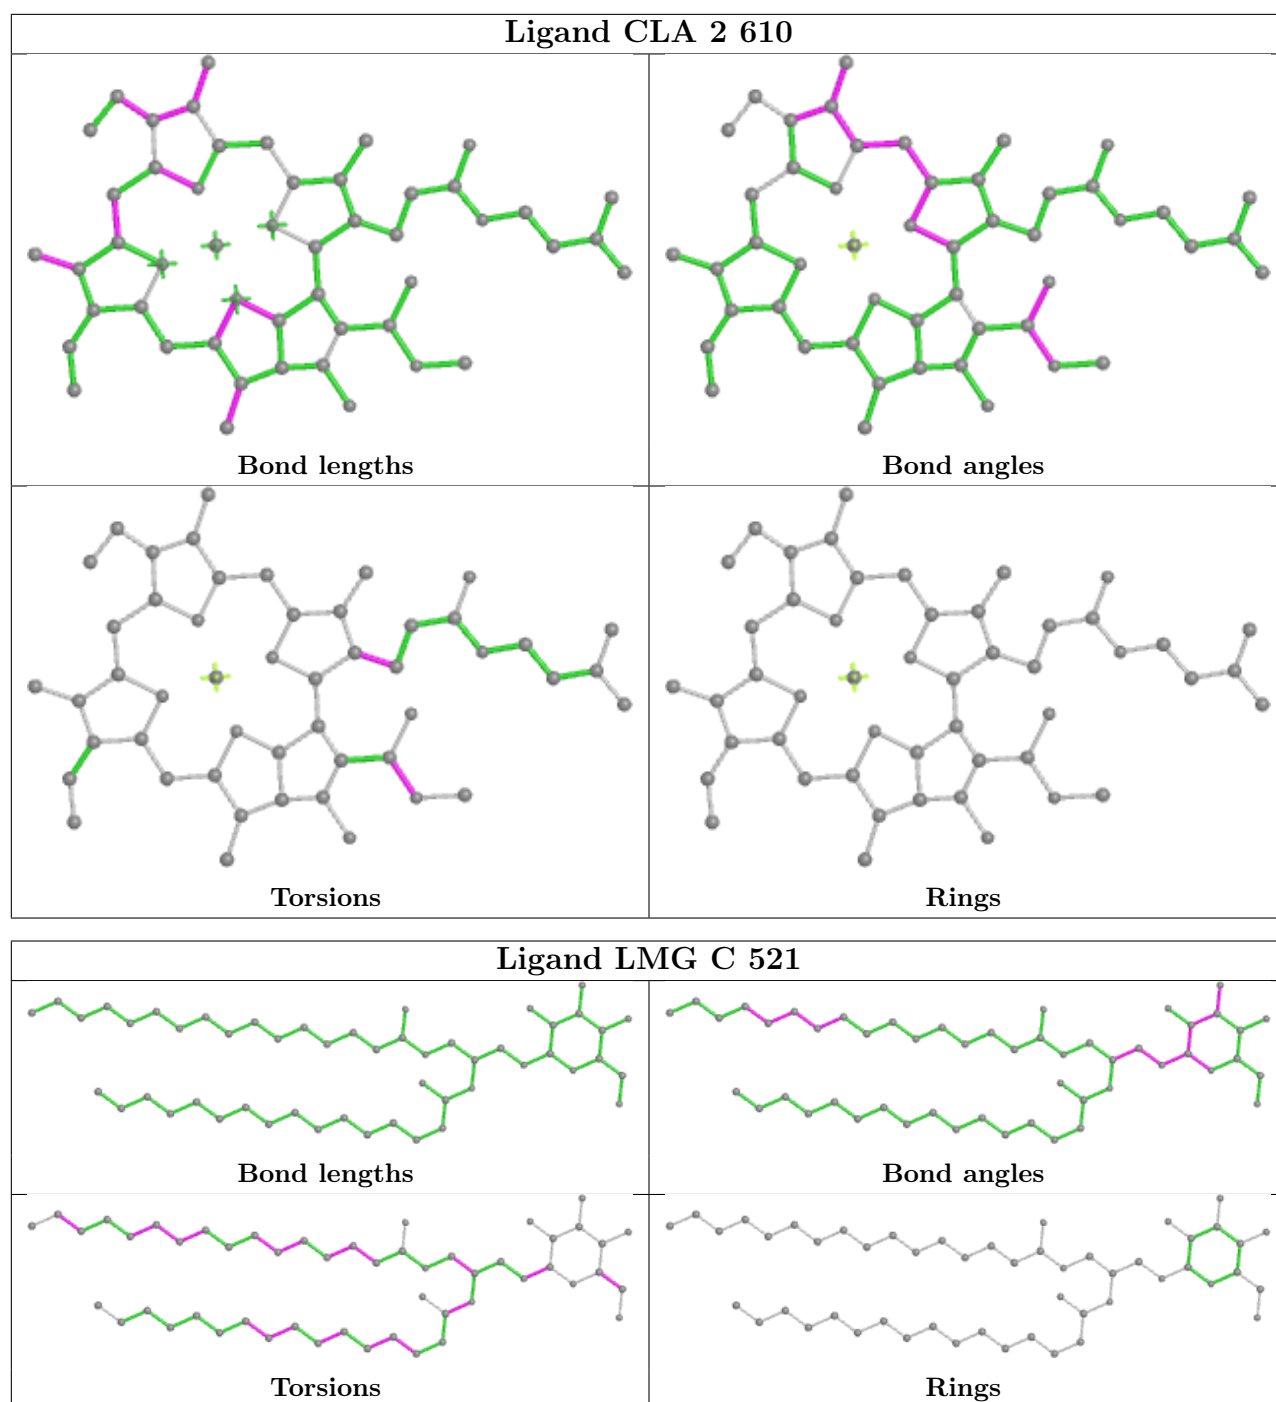 Ligand CLA 2 610
Bond lengths
Bond angles
Torsions
Rings
Ligand LMG C 521
Bond lengths
Bond angles
Torsions
Rings